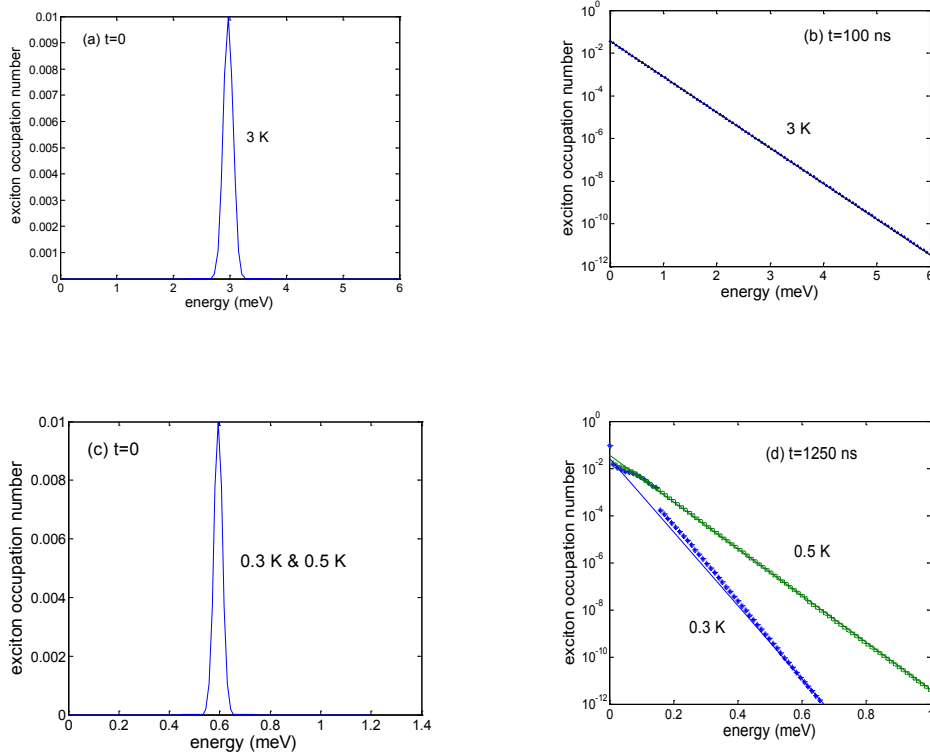 (a) t=0
3 K
exciton occupation number
0.01
0.009
0.008
0.007
0.006
0.005
0.004
0.003
0.002
0.001
0
0 1 2 3 4 5 6
energy (meV)
(b) t=100 ns
3 K
exciton occupation number
10^0
10^-2
10^-4
10^-6
10^-8
10^-10
10^-12
0 1 2 3 4 5 6
energy (meV)
(c) t=0
0.3 K & 0.5 K
exciton occupation number
0.01
0.008
0.006
0.004
0.002
0
0 0.2 0.4 0.6 0.8 1 1.2 1.4
energy (meV)
(d) t=1250 ns
0.5 K
0.3 K
exciton occupation number
10^0
10^-2
10^-4
10^-6
10^-8
10^-10
10^-12
0 0.2 0.4 0.6 0.8 1
energy (meV)